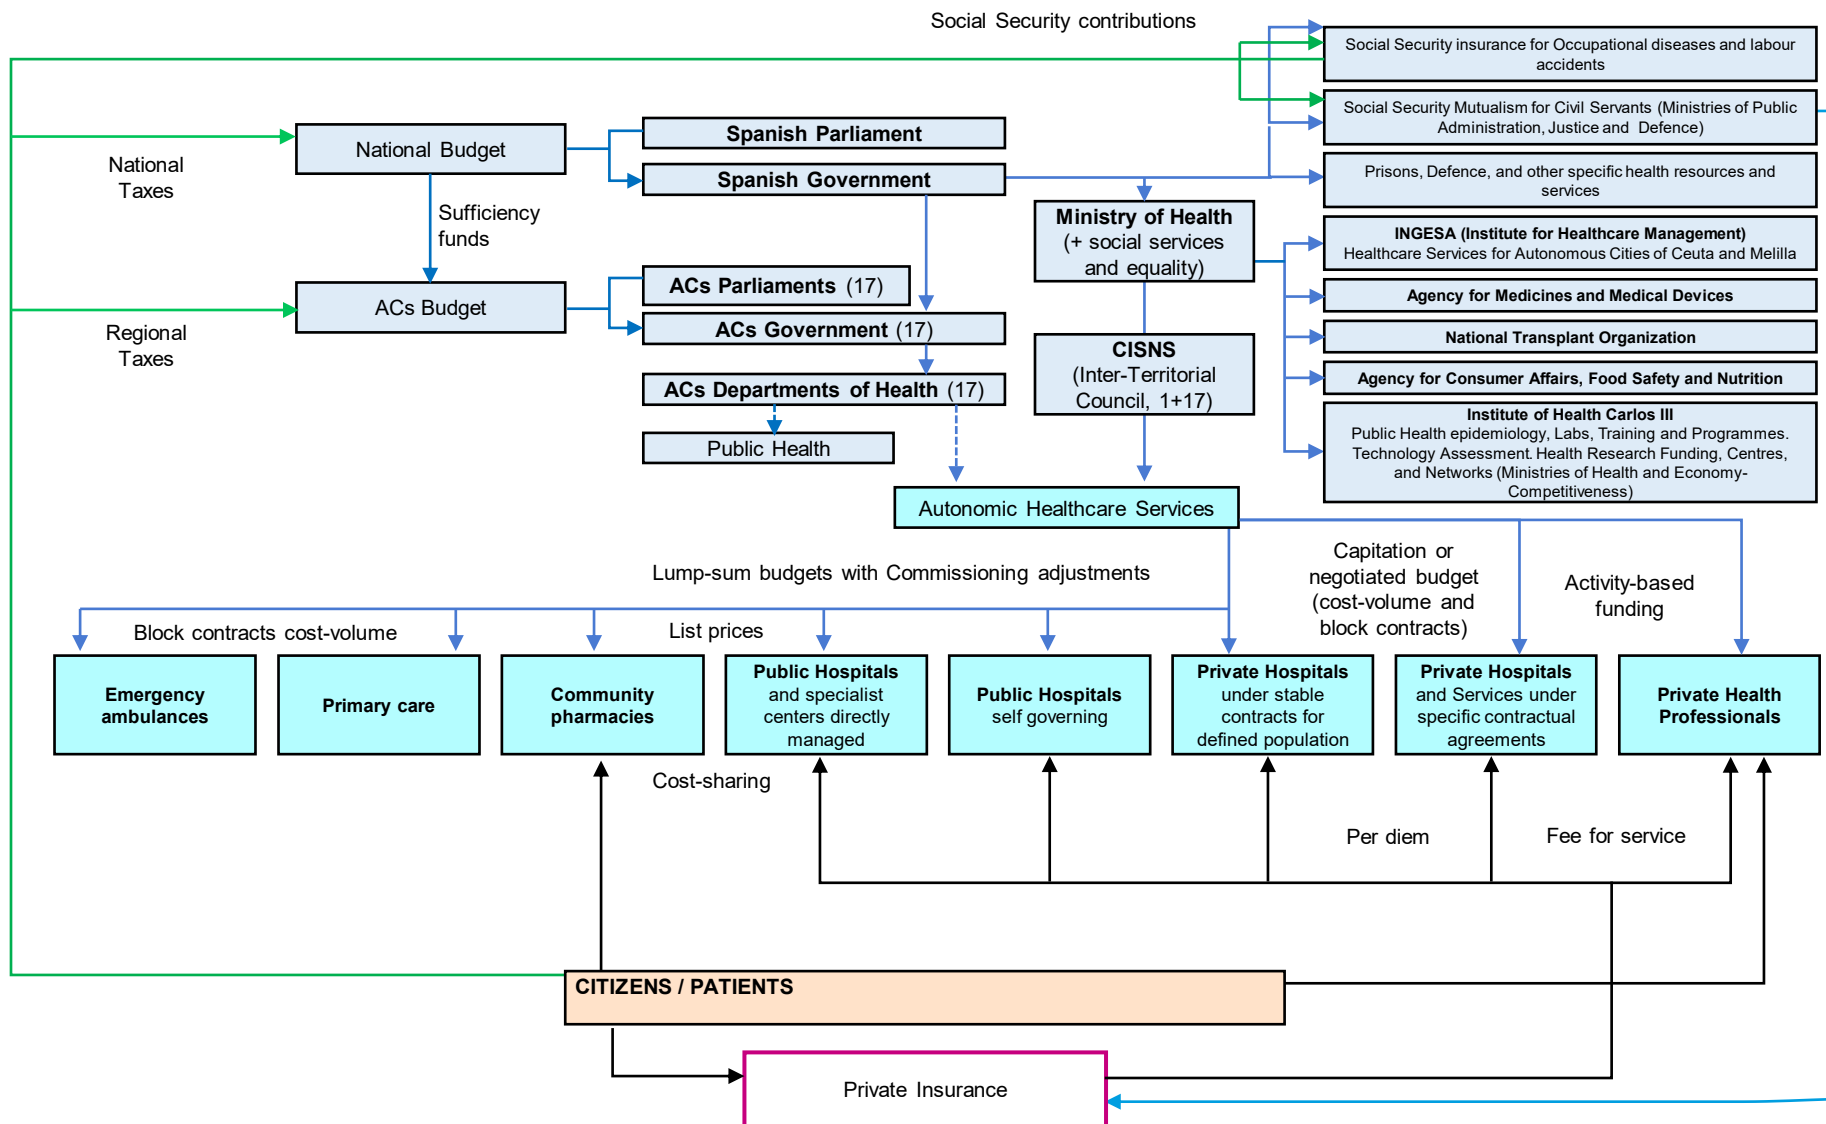 Social Security contributions
Social Security insurance for Occupational diseases and labour
accidents
Social Security Mutualism for Civil Servants (Ministries of Public
Administration, Justice and Defence)
Prisons, Defence, and other specific health resources and
services
National Budget
Spanish Parliament
Spanish Government
National
Taxes
Sufficiency
funds
Ministry of Health
(+ social services
and equality)
INGESA (Institute for Healthcare Management)
Healthcare Services for Autonomous Cities of Ceuta and Melilla
Agency for Medicines and Medical Devices
National Transplant Organization
Agency for Consumer Affairs, Food Safety and Nutrition
Institute of Health Carlos III
Public Health epidemiology, Labs, Training and Programmes.
Technology Assessment. Health Research Funding, Centres,
and Networks (Ministries of Health and Economy-
Competitiveness)
ACs Budget
ACs Parliaments (17)
ACs Government (17)
Regional
Taxes
CISNS
(Inter-Territorial
Council, 1+17)
ACs Departments of Health (17)
Public Health
Autonomic Healthcare Services
Lump-sum budgets with Commissioning adjustments
Capitation or
negotiated budget
(cost-volume and
block contracts)
Activity-based
funding
Block contracts cost-volume
List prices
Emergency
ambulances
Primary care
Community
pharmacies
Public Hospitals
and specialist
centers directly
managed
Public Hospitals
self governing
Private Hospitals
under stable
contracts for
defined population
Private Hospitals
and Services under
specific contractual
agreements
Private Health
Professionals
Cost-sharing
Per diem
Fee for service
CITIZENS / PATIENTS
Private Insurance